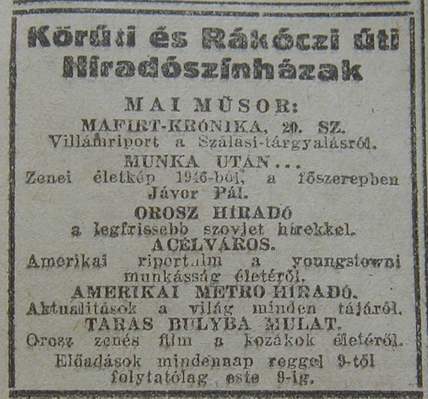 Körúti és Rákóczi úti
Híradószínházak
MAI MŰSOR:
MAFIRT-KRÓNIKA, 20. SZ.
Villámriport a Szálasi-tárgyalásról.
MUNKA UTÁN...
Zenei életkép 1946-ból, a főszerepben
Jávor Pál.
OROSZ HÍRADÓ
a legfrissebb szovjet hírekkel.
ACÉLVÁROS.
Amerikai riportfilm a youngstowni
munkásság életéről.
AMERIKAI METRO HÍRADÓ.
Aktualitások a világ minden tájáról.
TARAS BULYBA MULAT.
Orosz zenés film a kozákok életéről.
Előadások mindennap reggel 9-től
folytatólag este 9-ig.